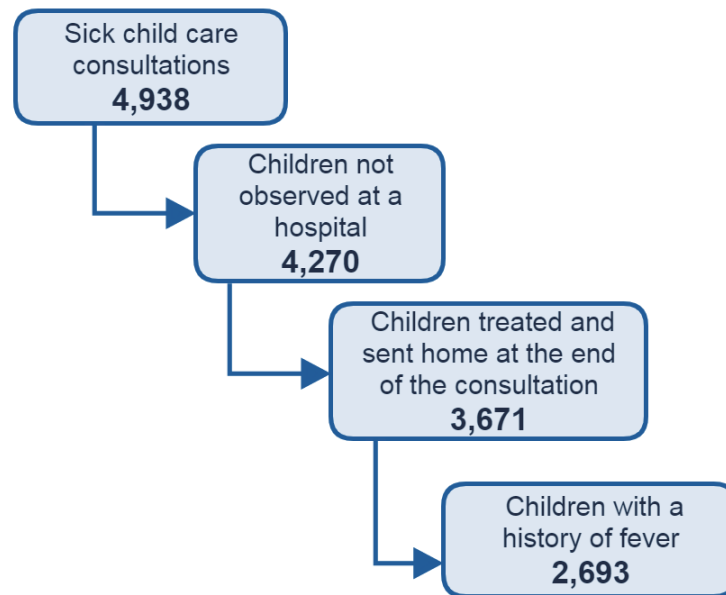 Sick child care
consultations
4,938
Children not
observed at a
hospital
4,270
Children treated and
sent home at the end
of the consultation
3,671
Children with a
history of fever
2,693